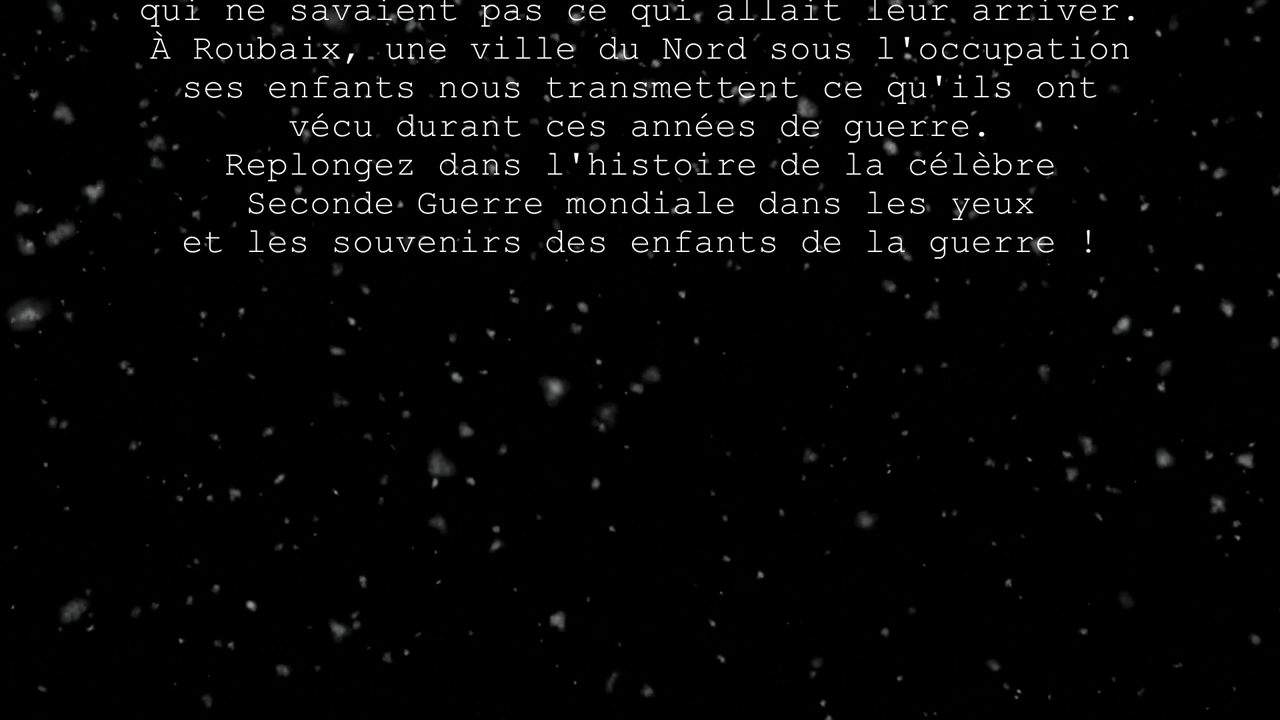 qui ne savaient pas ce qui allait leur arriver.
À Roubaix, une ville du Nord sous l'occupation
ses enfants nous transmettent ce qu'ils ont
vécu durant ces années de guerre.
Replongez dans l'histoire de la célèbre
Seconde Guerre mondiale dans les yeux
et les souvenirs des enfants de la guerre !